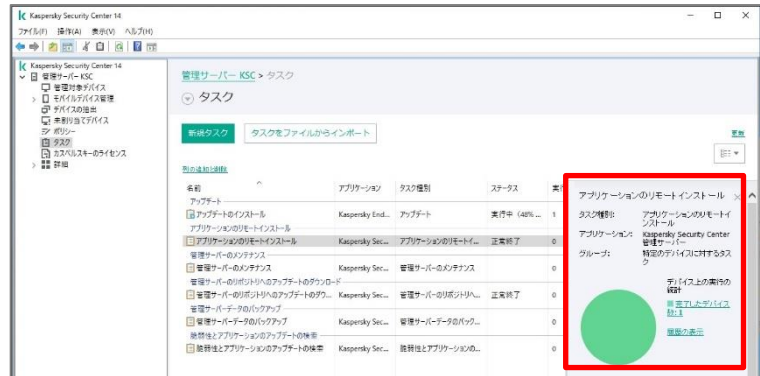 Kaspersky Security Center 14
ファイル(F) 操作(A) 表示(V) ヘルプ(H)
Kaspersky Security Center 14
管理サーバー KSC
管理対象デバイス
モバイルデバイス管理
デバイスの抽出
未割り当てデバイス
ポリシー
タスク
カスペルスキーのライセンス
詳細
管理サーバー KSC > タスク
タスク
新規タスク タスクをファイルからインポート
更新
列の追加と削除
名前 アプリケーション タスク種別 ステータス 実行
アップデート
アップデートのインストール Kaspersky End... アップデート 実行中 (48% ... 1
アプリケーションのリモートインストール
アプリケーションのリモートインストール Kaspersky Sec... アプリケーションのリモートイ... 正常終了 0
管理サーバーのメンテナンス
管理サーバーのメンテナンス Kaspersky Sec... 管理サーバーのメンテナンス 0
管理サーバーのリポジトリへのアップデートのダウンロード
管理サーバーのリポジトリへのアップデートのダウ... Kaspersky Sec... 管理サーバーのリポジトリへ... 正常終了 0
管理サーバーデータのバックアップ
管理サーバーデータのバックアップ Kaspersky Sec... 管理サーバーデータのバック... 0
脆弱性とアプリケーションのアップデートの検索
脆弱性とアプリケーションのアップデートの検索 Kaspersky Sec... 脆弱性とアプリケーションの... 0
アプリケーションのリモートインストール
タスク種別: アプリケーションのリモートイ
ンストール
アプリケーション: Kaspersky Security Center
管理サーバー
グループ: 特定のデバイスに対するタス
ク
デバイス上の実行の
統計
完了したデバイス
数: 1
履歴の表示